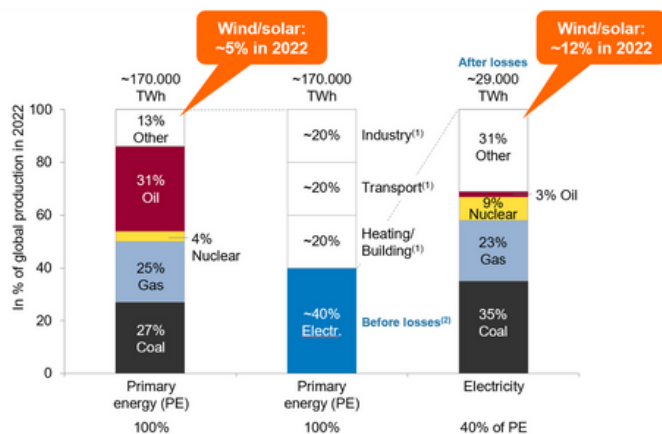 Wind/solar:
~5% in 2022
Wind/solar:
~12% in 2022
After losses
~170.000
TWh
~170.000
TWh
~29.000
TWh
In % of global production in 2022
100
80
60
40
20
0
13%
Other
31%
Oil
4%
Nuclear
25%
Gas
27%
Coal
~20%
Industry(1)
~20%
Transport(1)
~20%
Heating/
Building(1)
~40%
Electr.
Before losses(2)
31%
Other
3% Oil
9%
Nuclear
23%
Gas
35%
Coal
Primary
energy (PE)
100%
Primary
energy (PE)
100%
Electricity
40% of PE